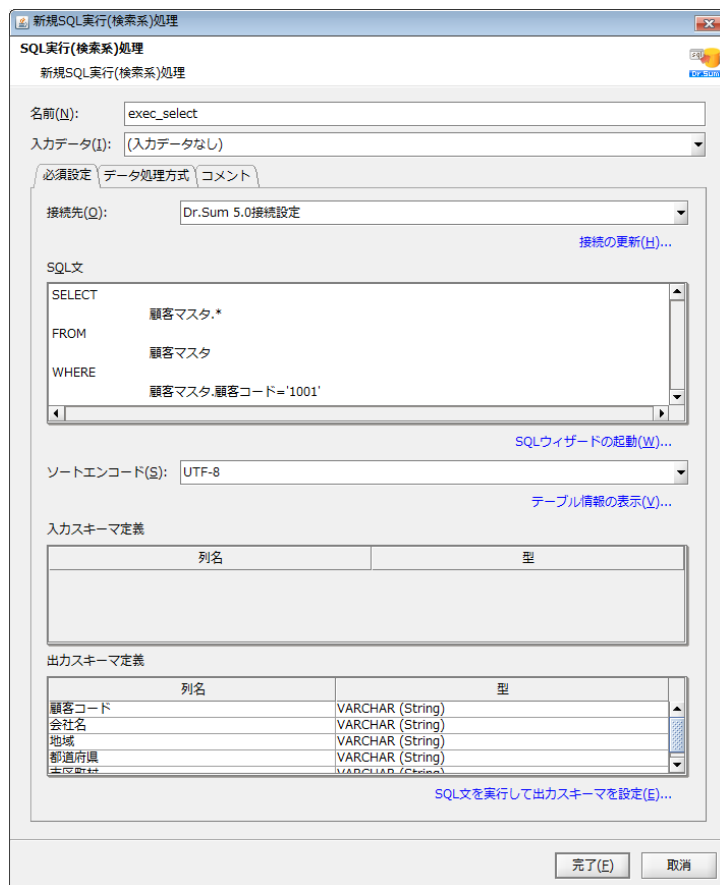 新規SQL実行(検索系)処理
SQL実行(検索系)処理
新規SQL実行(検索系)処理
SQL
Dr.Sum
名前(N): exec_select
入力データ(I): (入力データなし)
必須設定 データ処理方式 コメント
接続先(O): Dr.Sum 5.0接続設定
接続の更新(H)...
SQL文
SELECT
顧客マスタ.*
FROM
顧客マスタ
WHERE
顧客マスタ.顧客コード='1001'
SQLウィザードの起動(W)...
ソートエンコード(S): UTF-8
テーブル情報の表示(V)...
入力スキーマ定義
列名 型
出力スキーマ定義
列名 型
顧客コード VARCHAR (String)
会社名 VARCHAR (String)
地域 VARCHAR (String)
都道府県 VARCHAR (String)
市区町村 VARCHAR (String)
SQL文を実行して出力スキーマを設定(E)...
完了(F) 取消